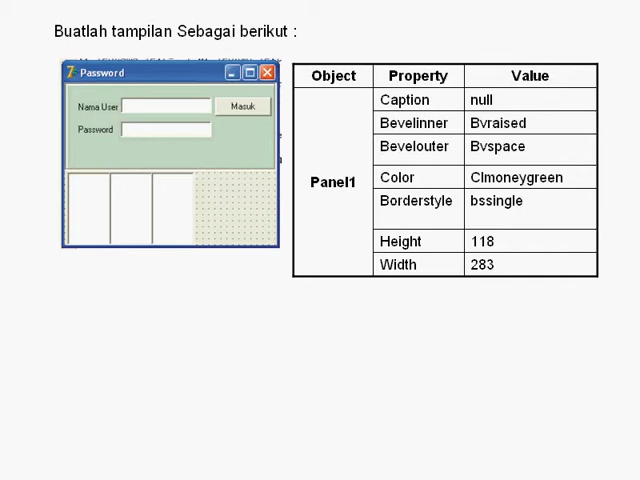 Buatlah tampilan Sebagai berikut :
7 Password
Nama User
Masuk
Password
Object Property Value
Panel1
Caption null
Bevelinner Bvraised
Bevelouter Bvspace
Color Clmoneygreen
Borderstyle bssingle
Height 118
Width 283